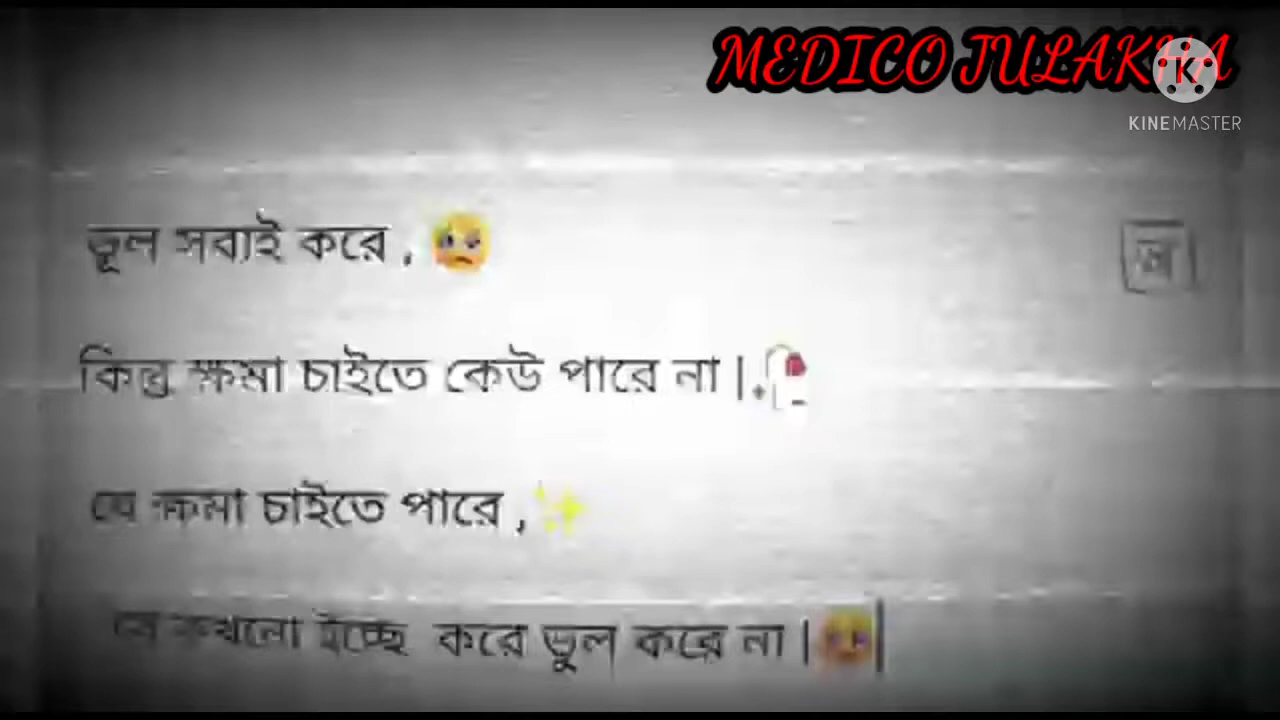 MEDICO JULAKHA
KINEMASTER
ভুল সবাই করে ,
কিন্তু ক্ষমা চাইতে কেউ পারে না |.
যে ক্ষমা চাইতে পারে ,
সে কখনো ইচ্ছে করে ভুল করে না |